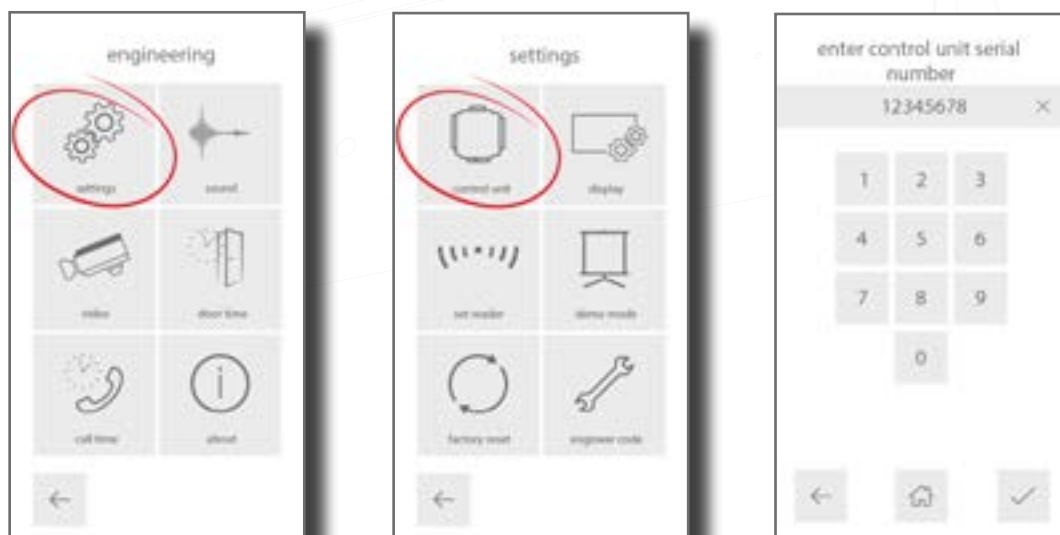 engineering
settings
sound
video
door time
call time
about
settings
control unit
display
set reader
demo mode
factory reset
engineer code
enter control unit serial
number
12345678 ×
1 2 3
4 5 6
7 8 9
0